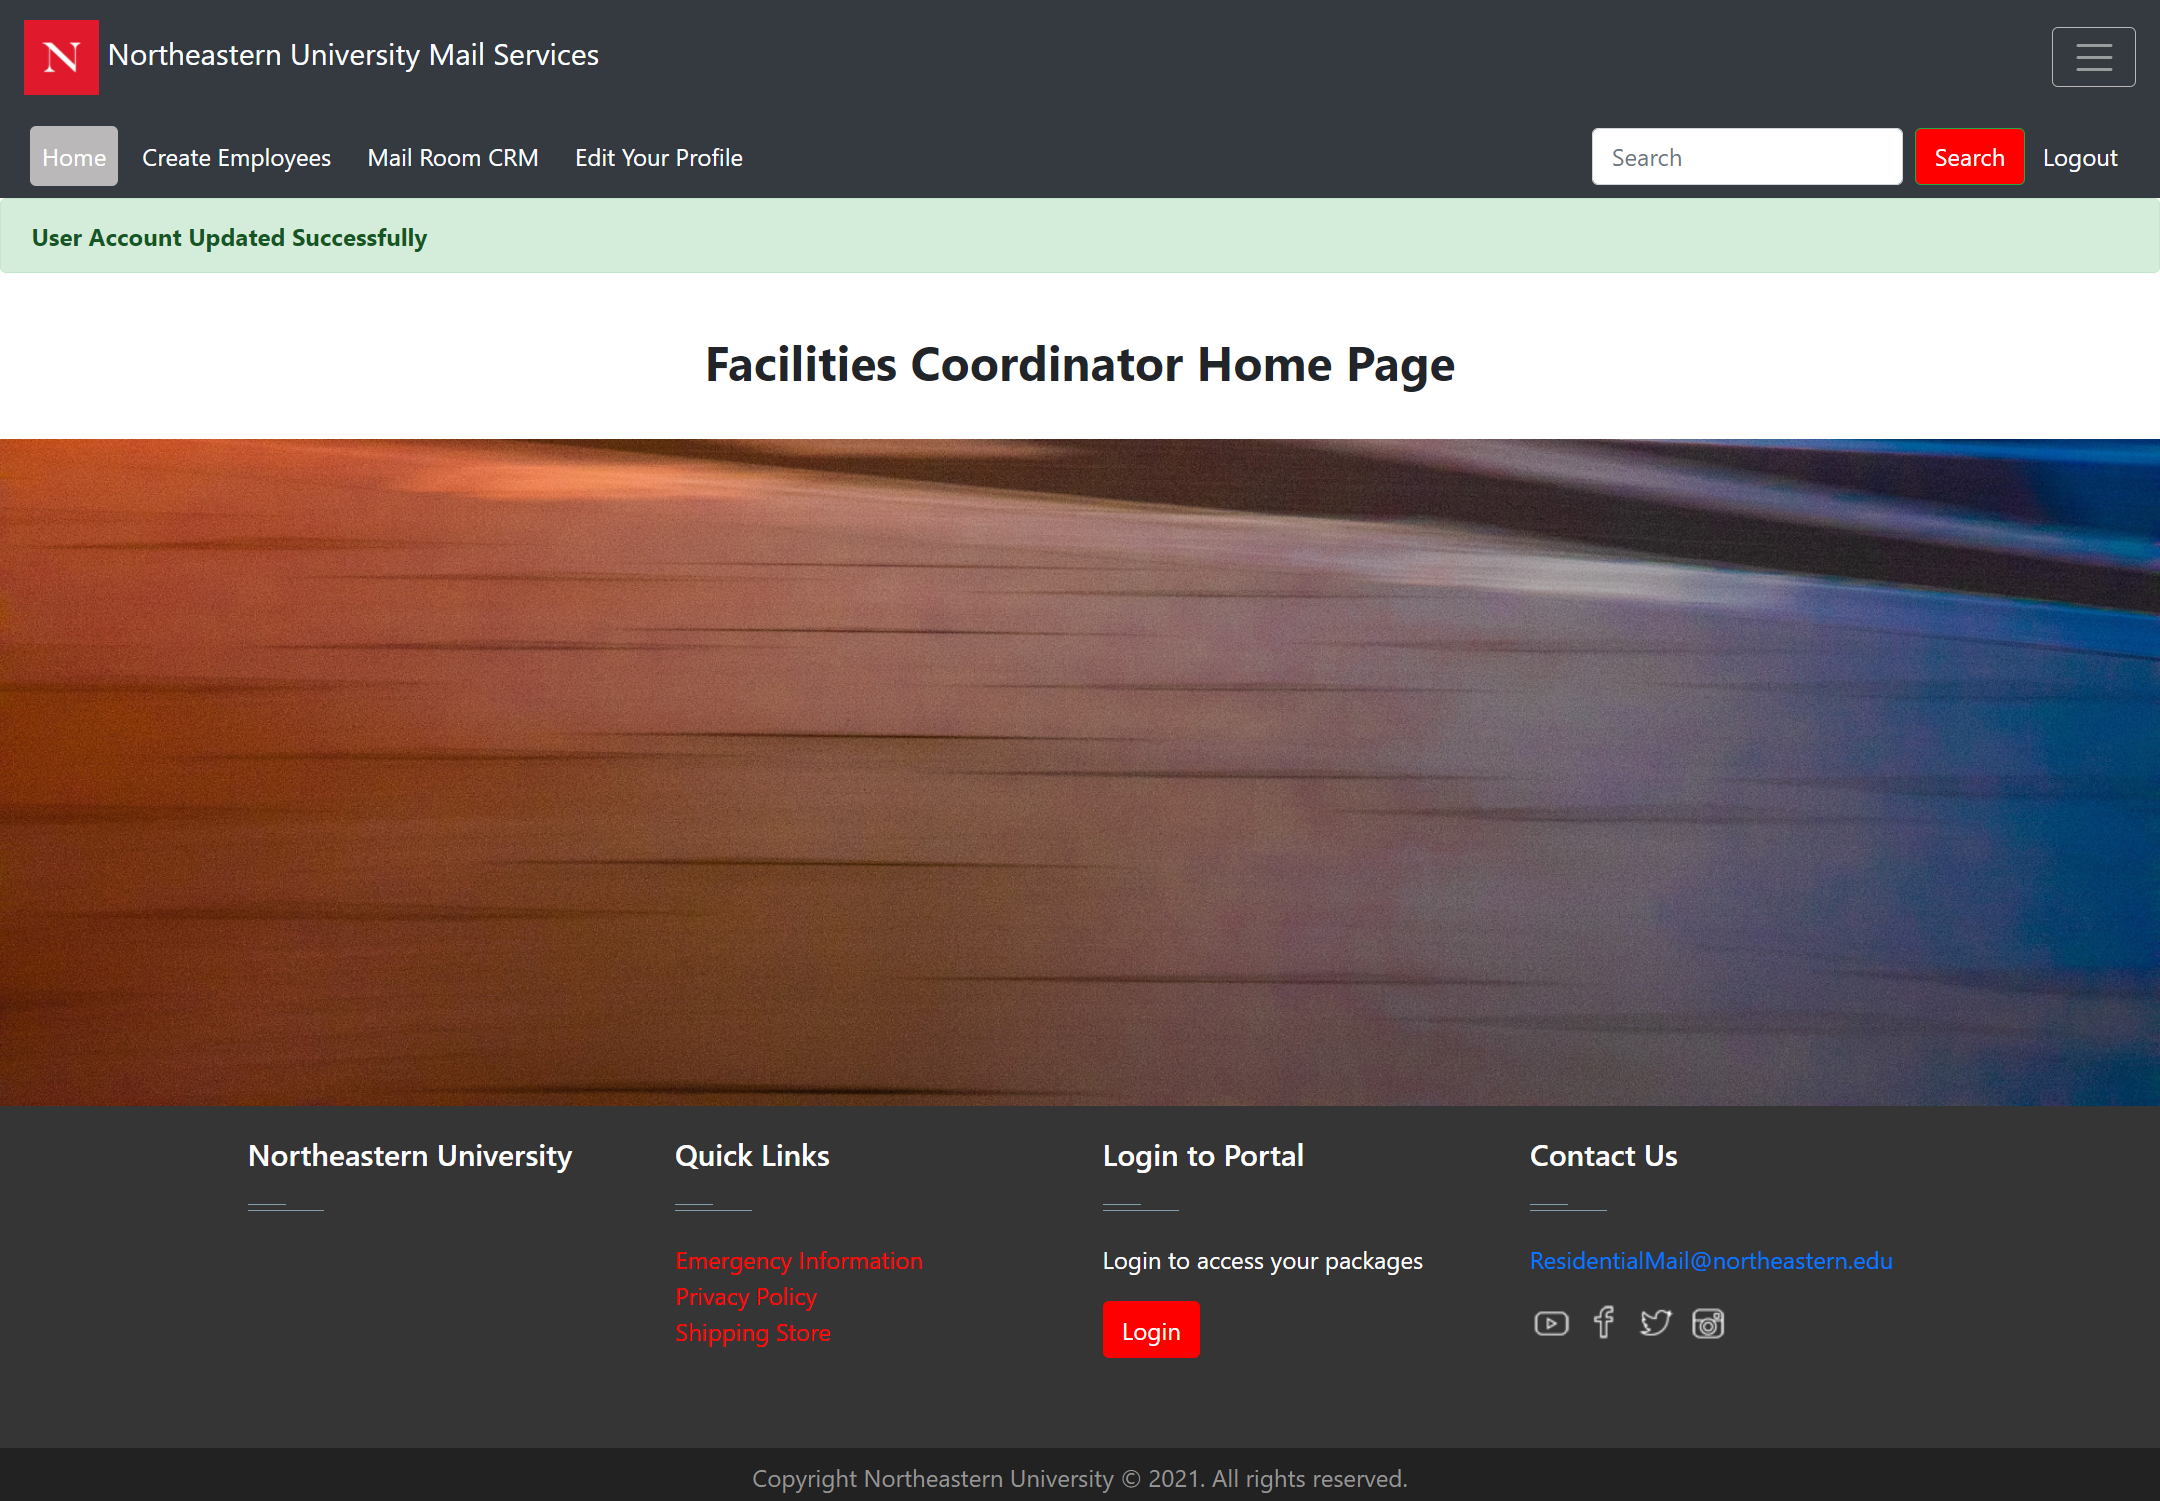 N Northeastern University Mail Services
Home Create Employees Mail Room CRM Edit Your Profile Search Search Logout
User Account Updated Successfully
Facilities Coordinator Home Page
Northeastern University
Quick Links
Emergency Information
Privacy Policy
Shipping Store
Login to Portal
Login to access your packages
Login
Contact Us
ResidentialMail@northeastern.edu
Copyright Northeastern University © 2021. All rights reserved.